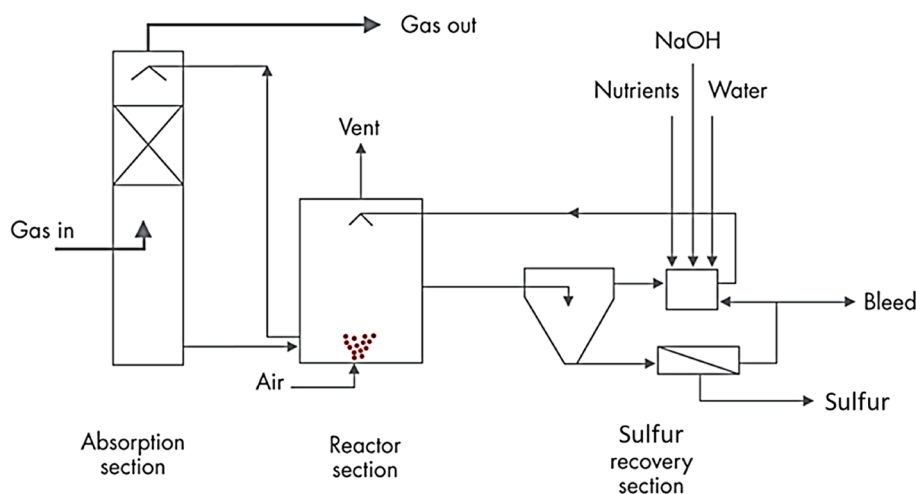 Gas out
NaOH
Nutrients
Water
Vent
Gas in
Bleed
Air
Sulfur
Absorption
section
Reactor
section
Sulfur
recovery
section